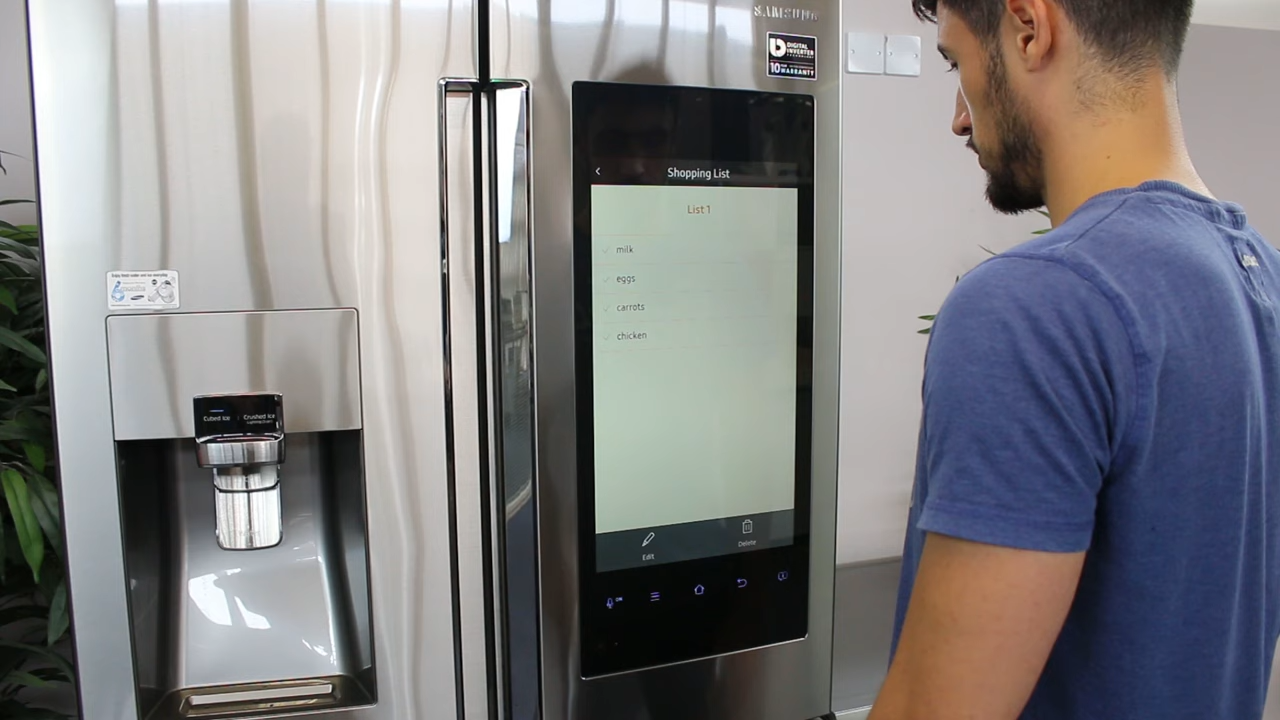 SAMSUNG
DIGITAL
INVERTER
10 YEAR
WARRANTY
<
Shopping List
List 1
milk
eggs
carrots
chicken
Edit
Delete
Cubed Ice
Crushed Ice